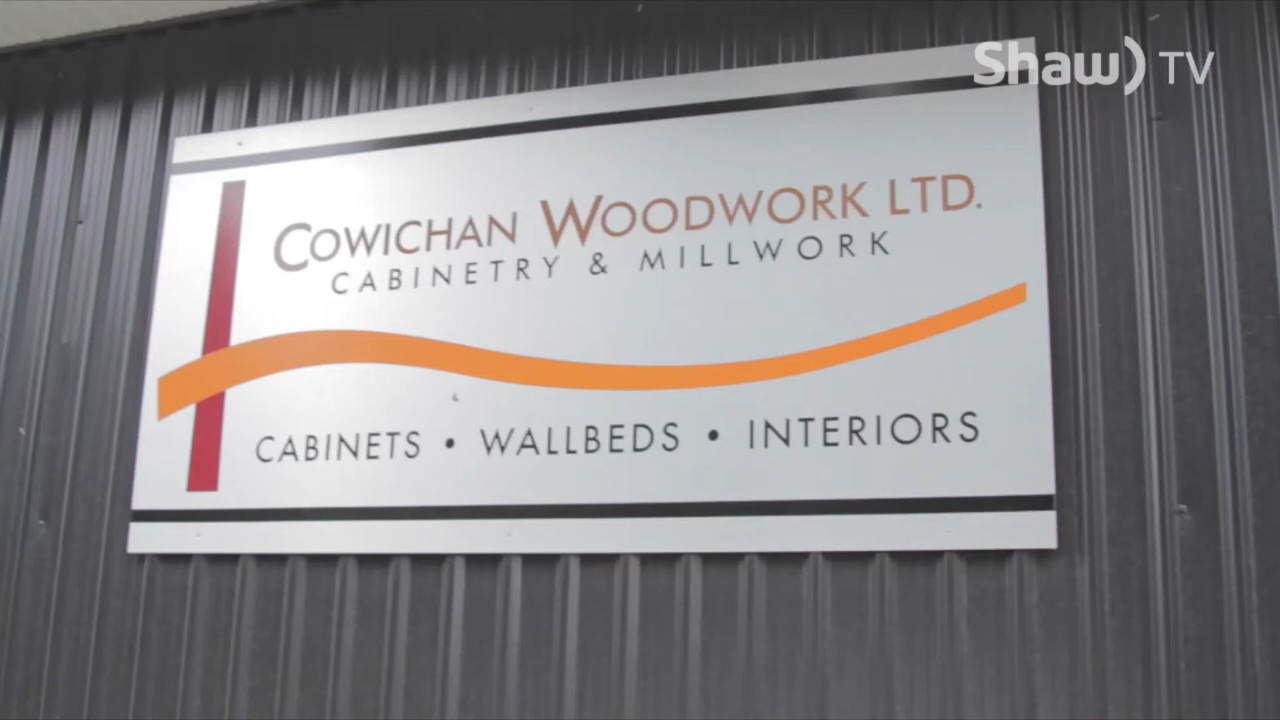 Shaw) TV
COWICHAN WOODWORK LTD.
CABINETRY & MILLWORK
CABINETS • WALLBEDS • INTERIORS